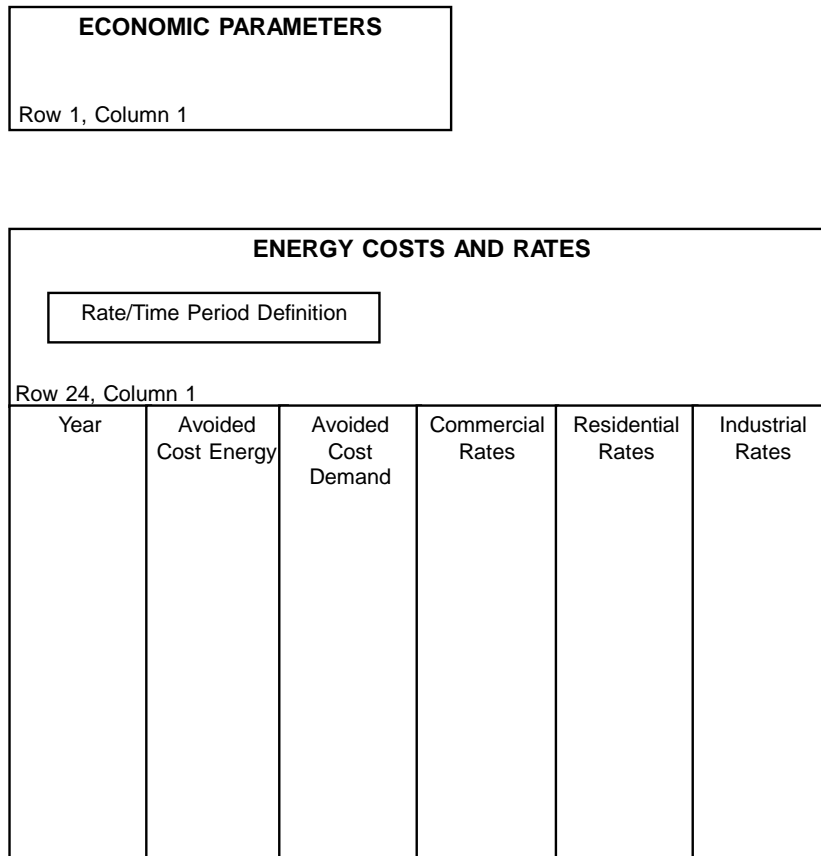 ECONOMIC PARAMETERS
Row 1, Column 1
ENERGY COSTS AND RATES
Rate/Time Period Definition
Row 24, Column 1
Year
Avoided
Cost Energy
Avoided
Cost
Demand
Commercial
Rates
Residential
Rates
Industrial
Rates